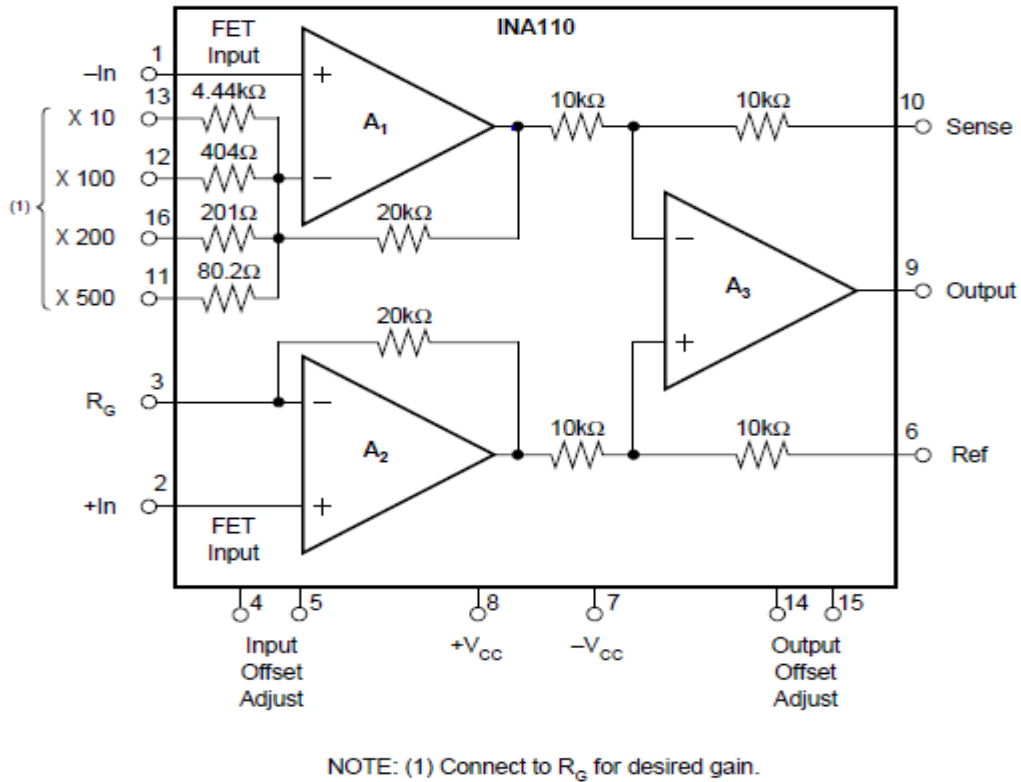 INA110
FET
Input
1
–In
13
4.44kΩ
X 10
A1
10kΩ
10kΩ
10
Sense
12
404Ω
X 100
(1)
16
201Ω
X 200
20kΩ
11
80.2Ω
X 500
A3
9
Output
20kΩ
3
RG
10kΩ
10kΩ
6
Ref
A2
2
+In
FET
Input
4
5
8
7
14
15
Input
Offset
Adjust
+VCC
–VCC
Output
Offset
Adjust
NOTE: (1) Connect to RG for desired gain.